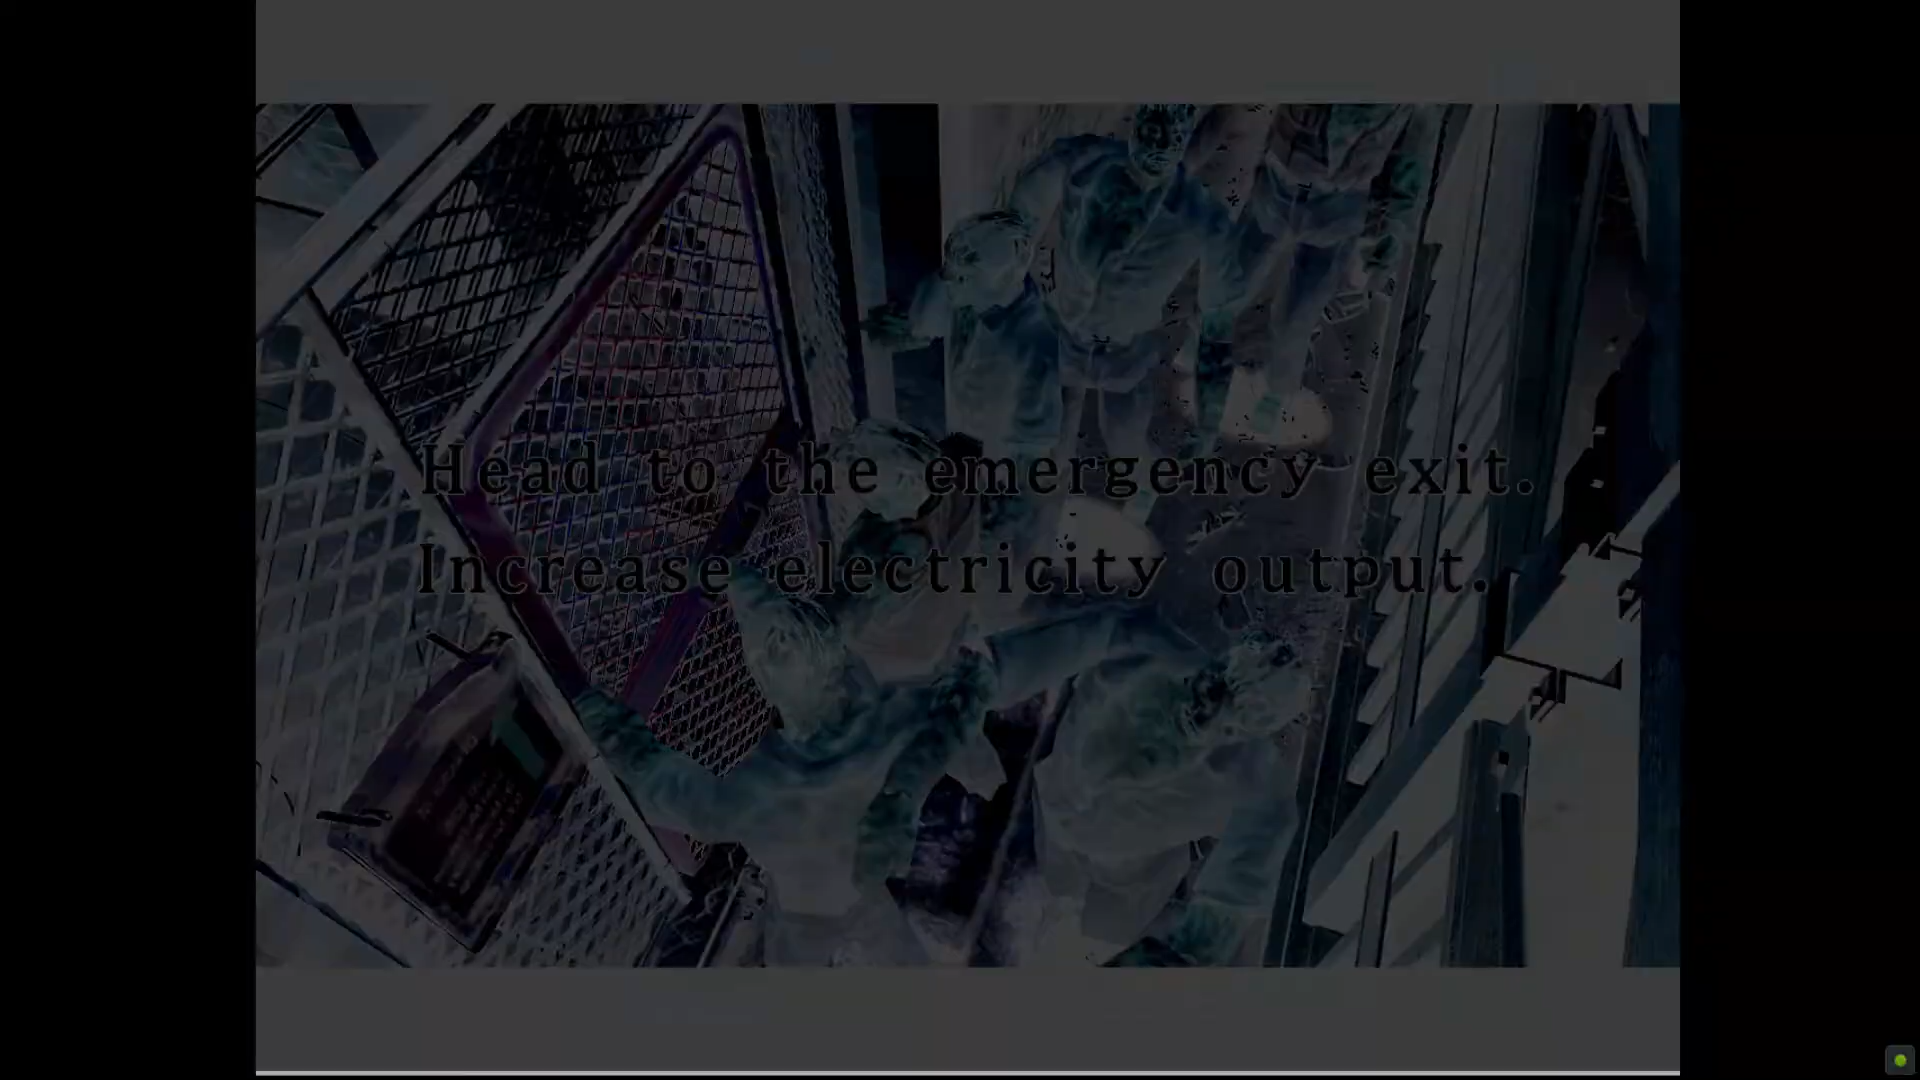 Head to the emergency exit.
Increase electricity output.